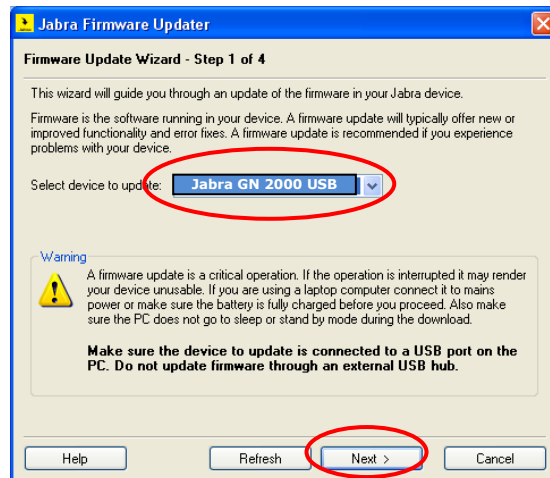 Jabra Firmware Updater
Firmware Update Wizard - Step 1 of 4
This wizard will guide you through an update of the firmware in your Jabra device.
Firmware is the software running in your device. A firmware update will typically offer new or
improved functionality and error fixes. A firmware update is recommended if you experience
problems with your device.
Select device to update: Jabra GN 2000 USB
Warning
A firmware update is a critical operation. If the operation is interrupted it may render
your device unusable. If you are using a laptop computer connect it to mains
power or make sure the battery is fully charged before you proceed. Also make
sure the PC does not go to sleep or stand by mode during the download.
Make sure the device to update is connected to a USB port on the
PC. Do not update firmware through an external USB hub.
Help Refresh Next > Cancel